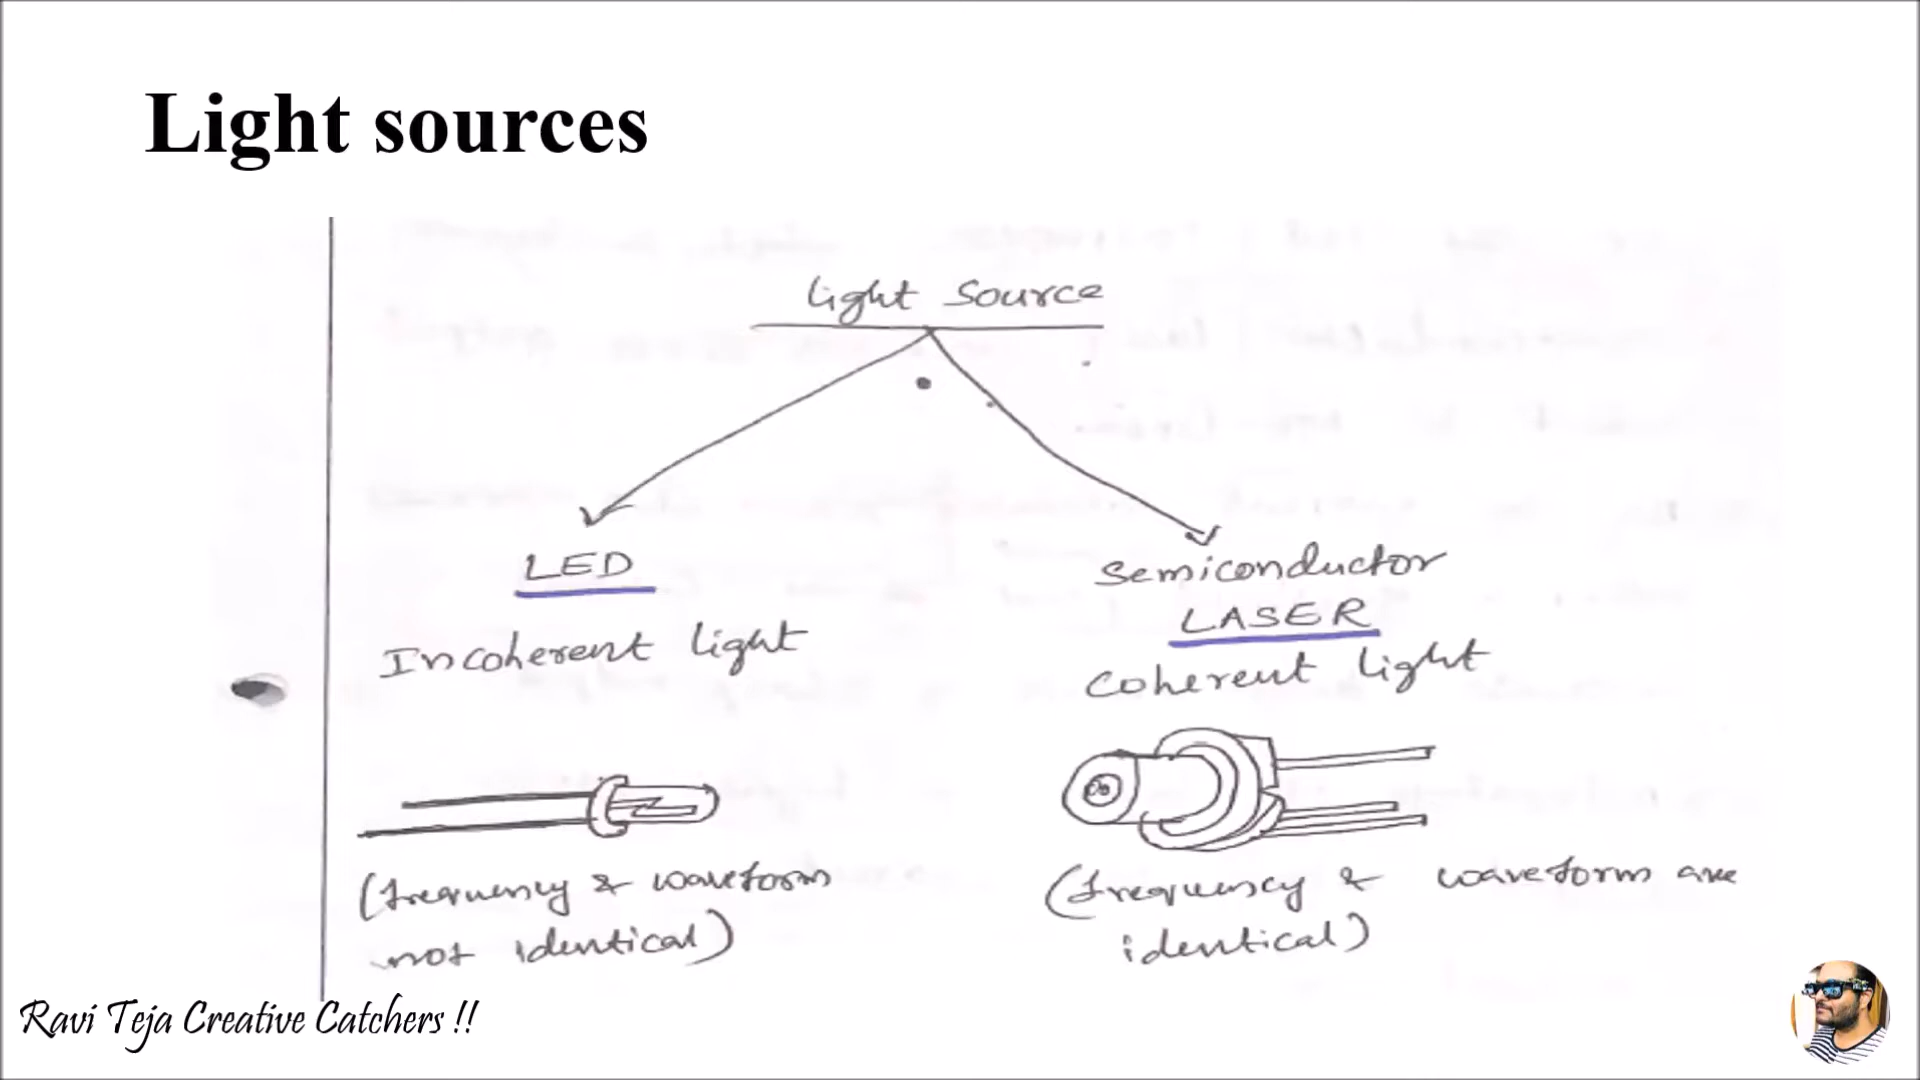 Light sources
Light Source
LED
Incoherent light
(frequency & waveform
not identical)
Semiconductor
LASER
Coherent light
(frequency & waveform are
identical)
Ravi Teja Creative Catchers !!